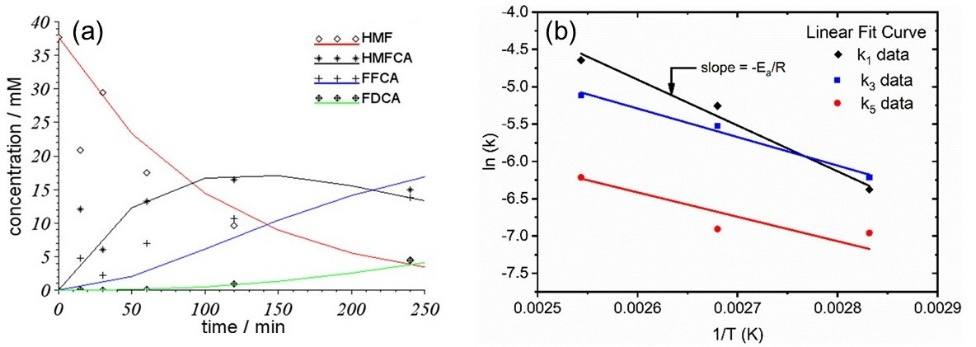 (a)
HMF
HMFCA
FFCA
FDCA
concentration / mM
40
35
30
25
20
15
10
5
0
0 50 100 150 200 250
time / min
(b)
Linear Fit Curve
k1 data
k3 data
k5 data
slope = -Ea/R
ln (k)
-4.0
-4.5
-5.0
-5.5
-6.0
-6.5
-7.0
-7.5
0.0025 0.0026 0.0027 0.0028 0.0029
1/T (K)